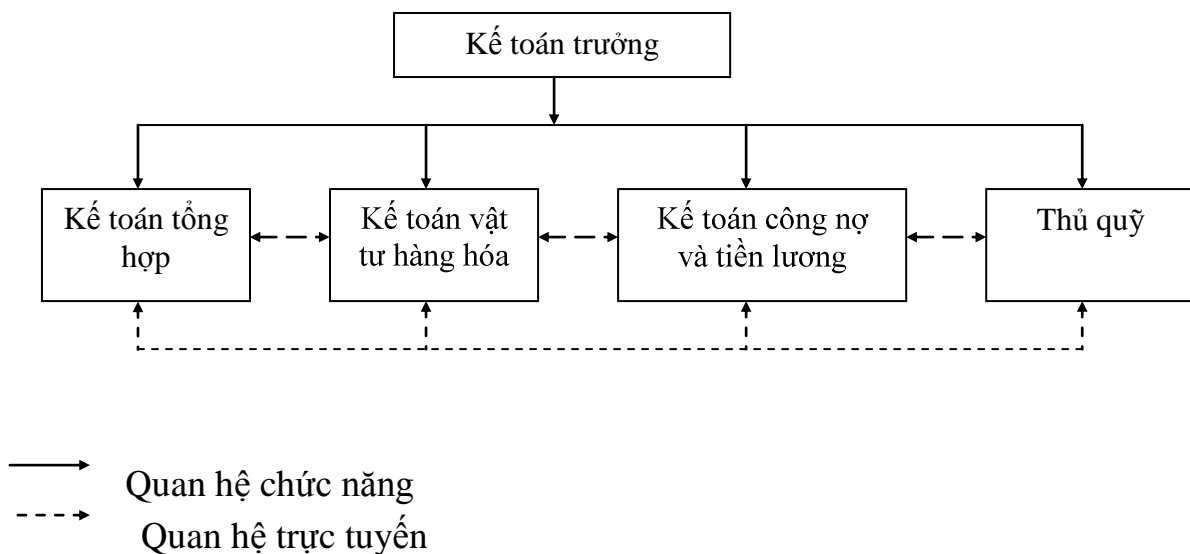 Kế toán trưởng
Kế toán tổng
hợp
Kế toán vật
tư hàng hóa
Kế toán công nợ
và tiền lương
Thủ quỹ
Quan hệ chức năng
Quan hệ trực tuyến